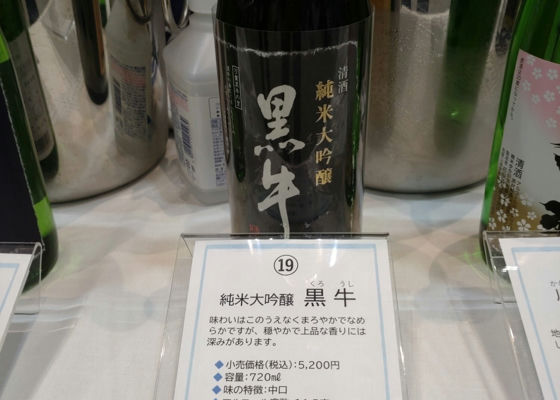 清酒
純米大吟醸
黒牛
⑲
くろ うし
純米大吟醸 黒牛
味わいはこのうえなくまろやかでなめ
らかですが、穏やかで上品な香りには
深みがあります。
◆小売価格(税込):5,200円
◆容量:720㎖
◆味の特徴:中口
清酒